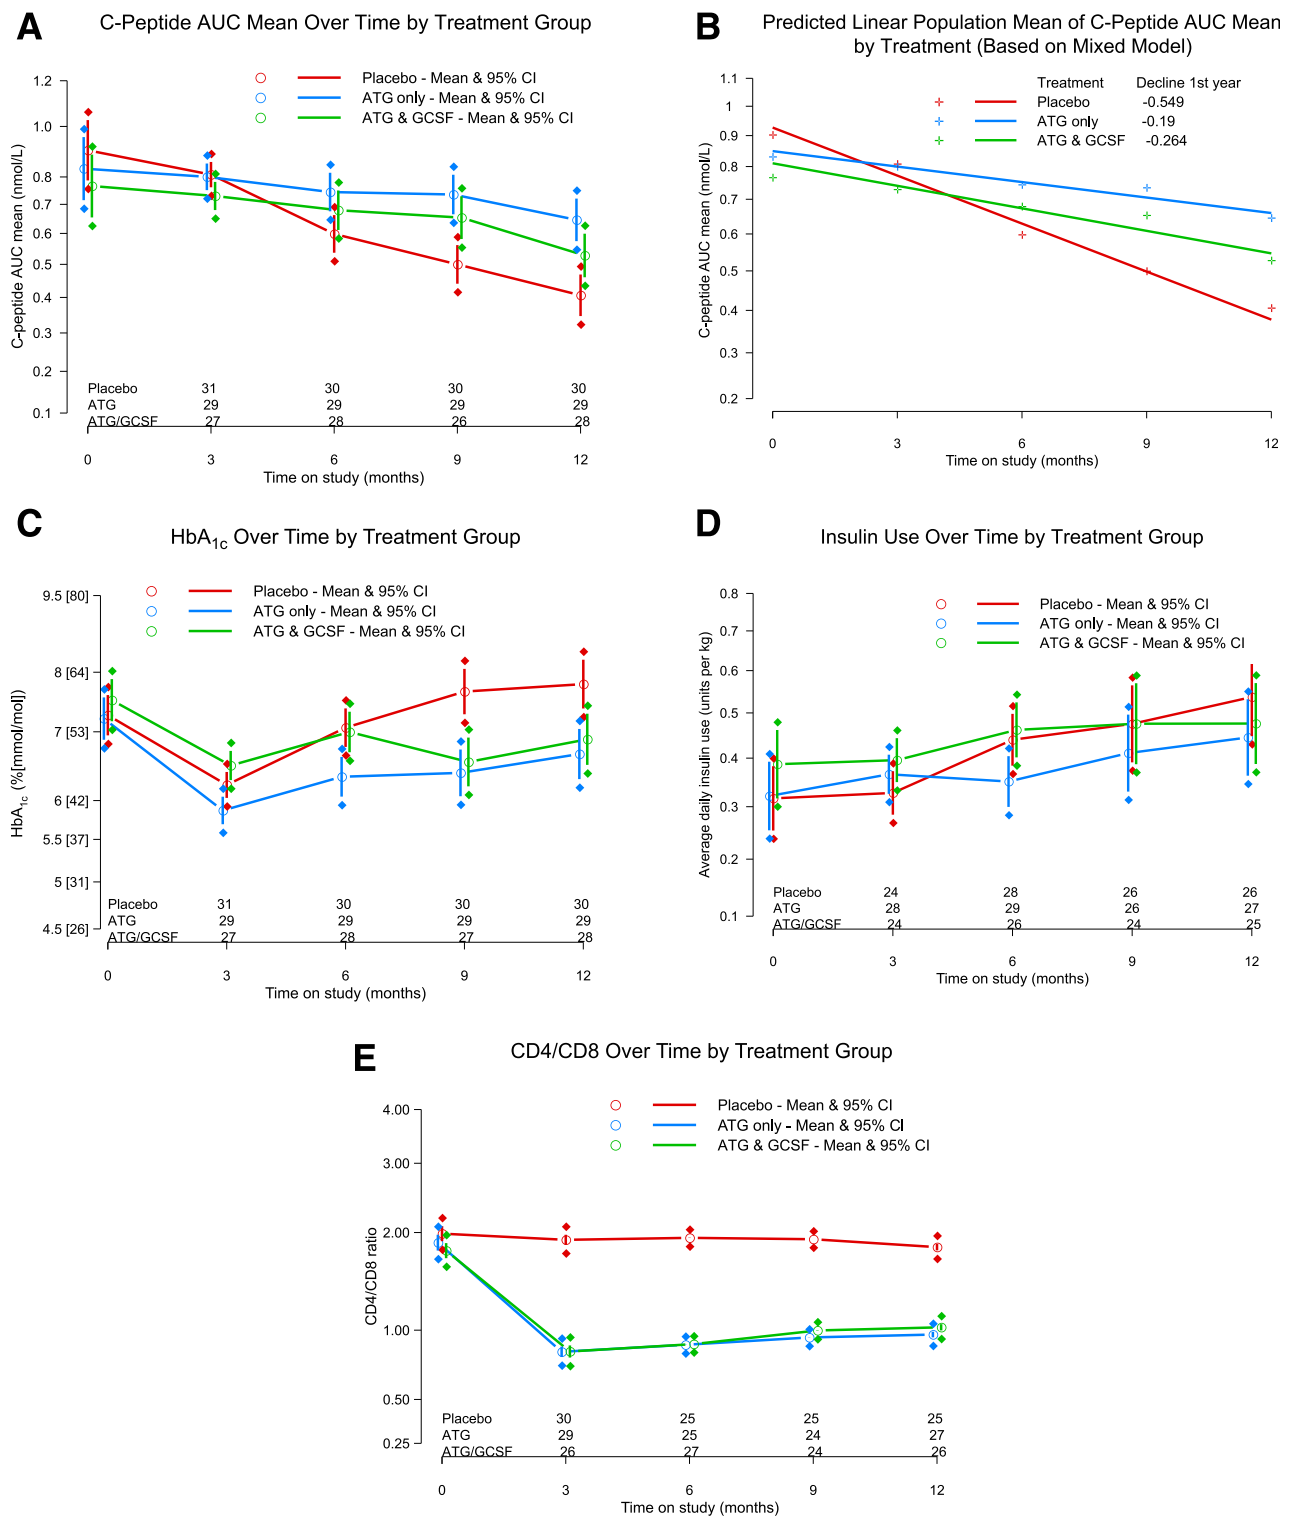 A
C-Peptide AUC Mean Over Time by Treatment Group
Placebo - Mean & 95% CI
ATG only - Mean & 95% CI
ATG & GCSF - Mean & 95% CI
C-peptide AUC mean (nmol/L)
1.2
1.0
0.8
0.7
0.6
0.5
0.4
0.3
0.2
0.1
Placebo 31 30 30 30
ATG 29 29 29 29
ATG/GCSF 27 28 26 28
0 3 6 9 12
Time on study (months)
B
Predicted Linear Population Mean of C-Peptide AUC Mean
by Treatment (Based on Mixed Model)
Treatment Decline 1st year
Placebo -0.549
ATG only -0.19
ATG & GCSF -0.264
C-peptide AUC mean (nmol/L)
1.1
1
0.9
0.8
0.7
0.6
0.5
0.4
0.3
0.2
0 3 6 9 12
Time on study (months)
C
HbA1c Over Time by Treatment Group
Placebo - Mean & 95% CI
ATG only - Mean & 95% CI
ATG & GCSF - Mean & 95% CI
HbA1c (%[mmol/mol])
9.5 [80]
8 [64]
7 [53]
6 [42]
5.5 [37]
5 [31]
4.5 [26]
Placebo 31 30 30 30
ATG 29 29 29 29
ATG/GCSF 27 28 27 28
0 3 6 9 12
Time on study (months)
D
Insulin Use Over Time by Treatment Group
Placebo - Mean & 95% CI
ATG only - Mean & 95% CI
ATG & GCSF - Mean & 95% CI
Average daily insulin use (units per kg)
0.8
0.7
0.6
0.5
0.4
0.3
0.2
0.1
Placebo 24 28 26 26
ATG 28 29 26 27
ATG/GCSF 24 26 24 25
0 3 6 9 12
Time on study (months)
E
CD4/CD8 Over Time by Treatment Group
Placebo - Mean & 95% CI
ATG only - Mean & 95% CI
ATG & GCSF - Mean & 95% CI
CD4/CD8 ratio
4.00
3.00
2.00
1.00
0.50
0.25
Placebo 30 25 25 25
ATG 29 25 24 27
ATG/GCSF 26 27 24 26
0 3 6 9 12
Time on study (months)